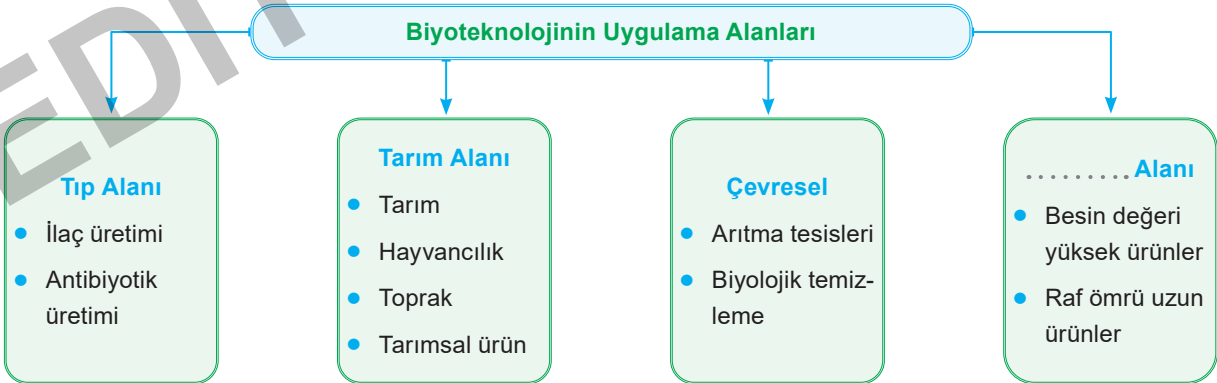 Biyoteknolojinin Uygulama Alanları
Tıp Alanı
• İlaç üretimi
• Antibiyotik
üretimi
Tarım Alanı
• Tarım
• Hayvancılık
• Toprak
• Tarımsal ürün
Çevresel
• Arıtma tesisleri
• Biyolojik temiz-
leme
......... Alanı
• Besin değeri
yüksek ürünler
• Raf ömrü uzun
ürünler
EDIT